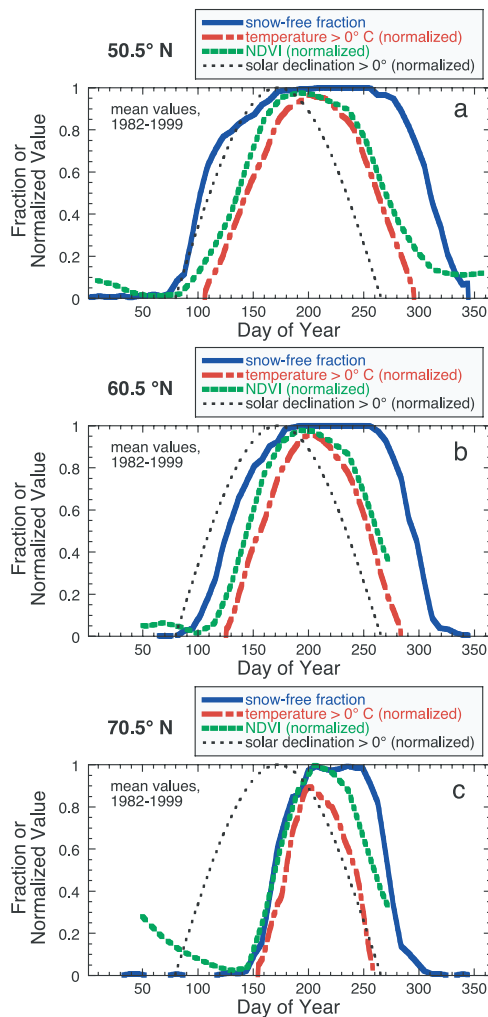 50.5° N
snow-free fraction
temperature > 0° C (normalized)
NDVI (normalized)
solar declination > 0° (normalized)
mean values,
1982-1999
a
Fraction or
Normalized Value
1
0.8
0.6
0.4
0.2
0
50 100 150 200 250 300 350
Day of Year
60.5 °N
snow-free fraction
temperature > 0° C (normalized)
NDVI (normalized)
solar declination > 0° (normalized)
mean values,
1982-1999
b
Fraction or
Normalized Value
1
0.8
0.6
0.4
0.2
0
50 100 150 200 250 300 350
Day of Year
70.5° N
snow-free fraction
temperature > 0° C (normalized)
NDVI (normalized)
solar declination > 0° (normalized)
mean values,
1982-1999
c
Fraction or
Normalized Value
1
0.8
0.6
0.4
0.2
0
50 100 150 200 250 300 350
Day of Year